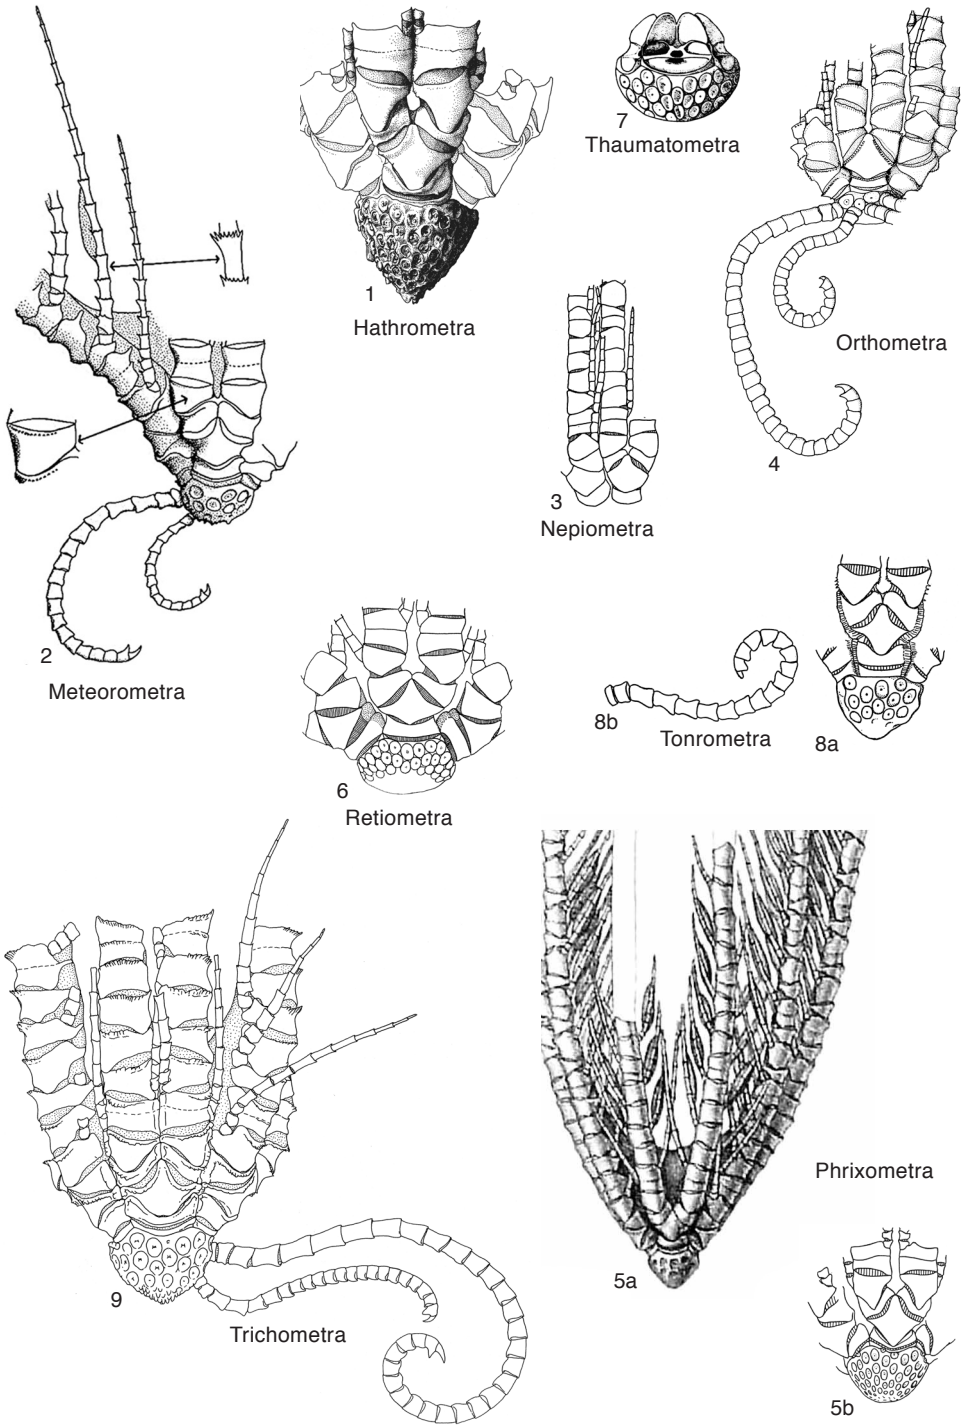 7
Thaumatometra
1
Hathrometra
Orthometra
4
3
Nepiometra
2
Meteorometra
8b
Tonrometra
8a
6
Retiometra
Phrixometra
5a
9
Trichometra
5b